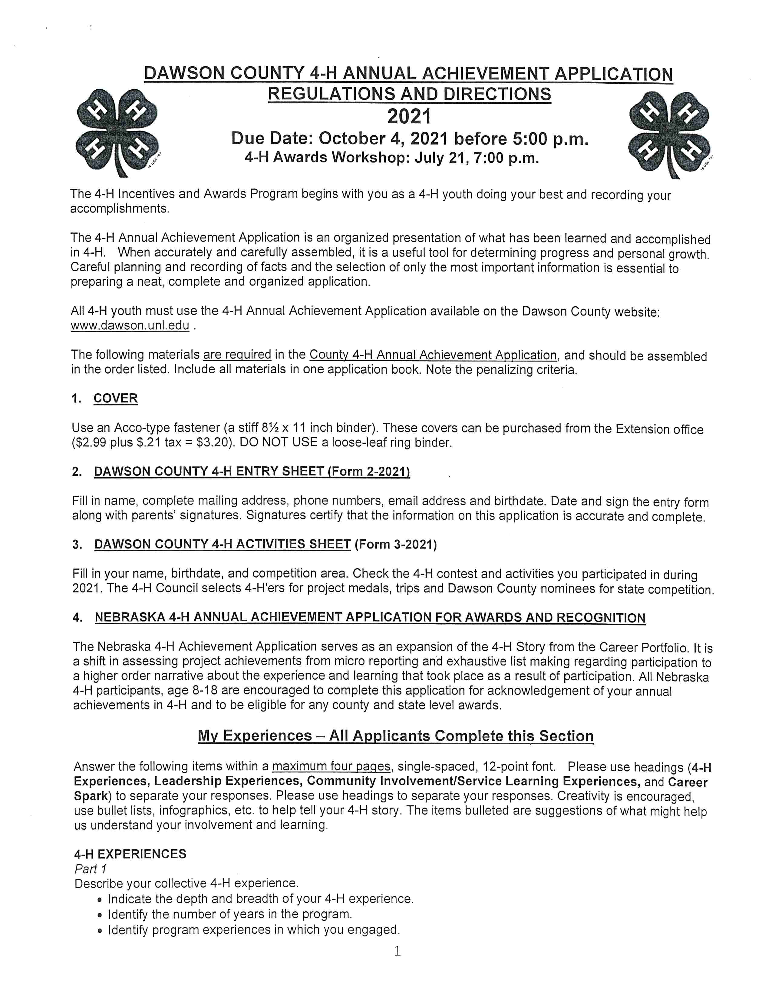 DAWSON COUNTY 4-H ANNUAL ACHIEVEMENT APPLICATION
REGULATIONS AND DIRECTIONS
2021
Due Date: October 4, 2021 before 5:00 p.m.
4-H Awards Workshop: July 21, 7:00 p.m.
H H H H
H H H H
The 4-H Incentives and Awards Program begins with you as a 4-H youth doing your best and recording your
accomplishments.
The 4-H Annual Achievement Application is an organized presentation of what has been learned and accomplished
in 4-H. When accurately and carefully assembled, it is a useful tool for determining progress and personal growth.
Careful planning and recording of facts and the selection of only the most important information is essential to
preparing a neat, complete and organized application.
All 4-H youth must use the 4-H Annual Achievement Application available on the Dawson County website:
www.dawson.unl.edu .
The following materials are required in the County 4-H Annual Achievement Application, and should be assembled
in the order listed. Include all materials in one application book. Note the penalizing criteria.
1. COVER
Use an Acco-type fastener (a stiff 8½ x 11 inch binder). These covers can be purchased from the Extension office
($2.99 plus $.21 tax = $3.20). DO NOT USE a loose-leaf ring binder.
2. DAWSON COUNTY 4-H ENTRY SHEET (Form 2-2021)
Fill in name, complete mailing address, phone numbers, email address and birthdate. Date and sign the entry form
along with parents' signatures. Signatures certify that the information on this application is accurate and complete.
3. DAWSON COUNTY 4-H ACTIVITIES SHEET (Form 3-2021)
Fill in your name, birthdate, and competition area. Check the 4-H contest and activities you participated in during
2021. The 4-H Council selects 4-H'ers for project medals, trips and Dawson County nominees for state competition.
4. NEBRASKA 4-H ANNUAL ACHIEVEMENT APPLICATION FOR AWARDS AND RECOGNITION
The Nebraska 4-H Achievement Application serves as an expansion of the 4-H Story from the Career Portfolio. It is
a shift in assessing project achievements from micro reporting and exhaustive list making regarding participation to
a higher order narrative about the experience and learning that took place as a result of participation. All Nebraska
4-H participants, age 8-18 are encouraged to complete this application for acknowledgement of your annual
achievements in 4-H and to be eligible for any county and state level awards.
My Experiences – All Applicants Complete this Section
Answer the following items within a maximum four pages, single-spaced, 12-point font. Please use headings (4-H
Experiences, Leadership Experiences, Community Involvement/Service Learning Experiences, and Career
Spark) to separate your responses. Please use headings to separate your responses. Creativity is encouraged,
use bullet lists, infographics, etc. to help tell your 4-H story. The items bulleted are suggestions of what might help
us understand your involvement and learning.
4-H EXPERIENCES
Part 1
Describe your collective 4-H experience.
• Indicate the depth and breadth of your 4-H experience.
• Identify the number of years in the program.
• Identify program experiences in which you engaged.
1